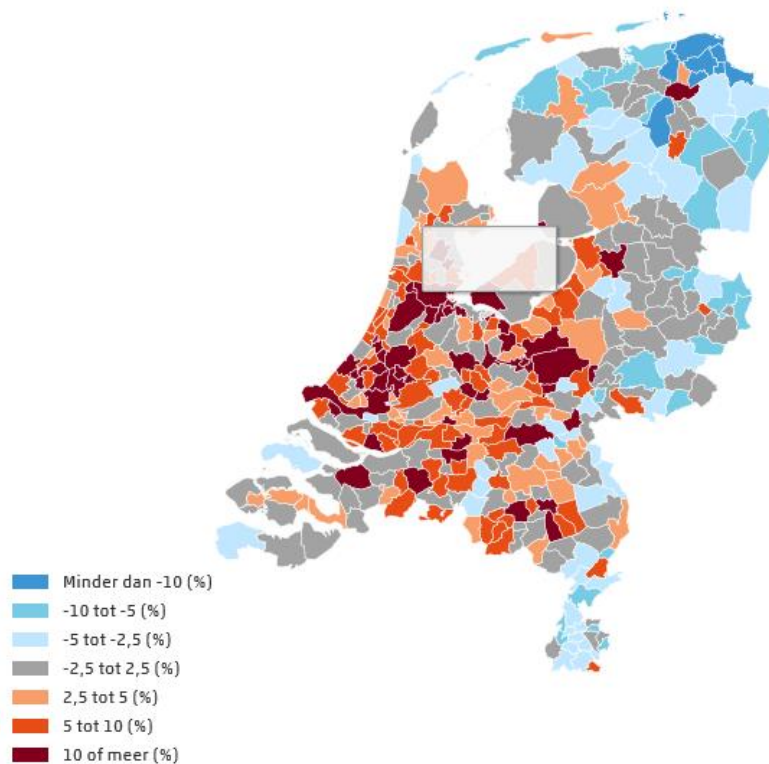 Minder dan -10 (%)
-10 tot -5 (%)
-5 tot -2,5 (%)
-2,5 tot 2,5 (%)
2,5 tot 5 (%)
5 tot 10 (%)
10 of meer (%)